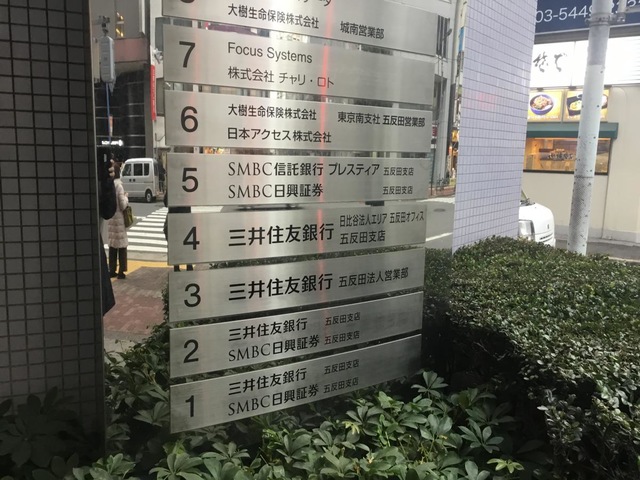 大樹生命保険株式会社 城南営業部
7 Focus Systems
株式会社 チャリ・ロト
6 大樹生命保険株式会社 東京南支社 五反田営業部
日本アクセス株式会社
5 SMBC信託銀行 プレスティア 五反田支店
SMBC日興証券 五反田支店
4 三井住友銀行 日比谷法人エリア 五反田オフィス
五反田支店
3 三井住友銀行 五反田法人営業部
2 三井住友銀行 五反田支店
SMBC日興証券 五反田支店
1 三井住友銀行 五反田支店
SMBC日興証券 五反田支店
03-5449